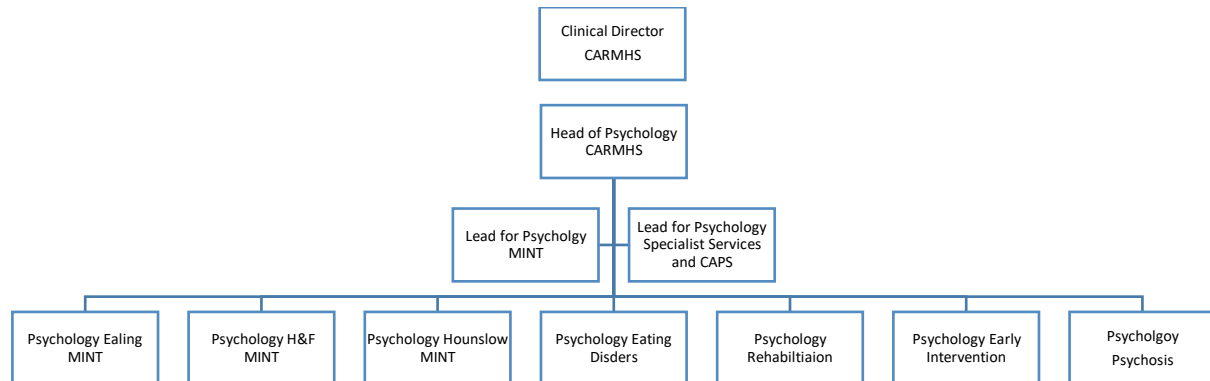 Clinical Director
CARMHS
Head of Psychology
CARMHS
Lead for Psycholgy
MINT
Lead for Psychology
Specialist Services
and CAPS
Psychology Ealing
MINT
Psychology H&F
MINT
Psychology Hounslow
MINT
Psychology Eating
Disders
Psychology
Rehabiltiaion
Psychology Early
Intervention
Psycholgoy
Psychosis